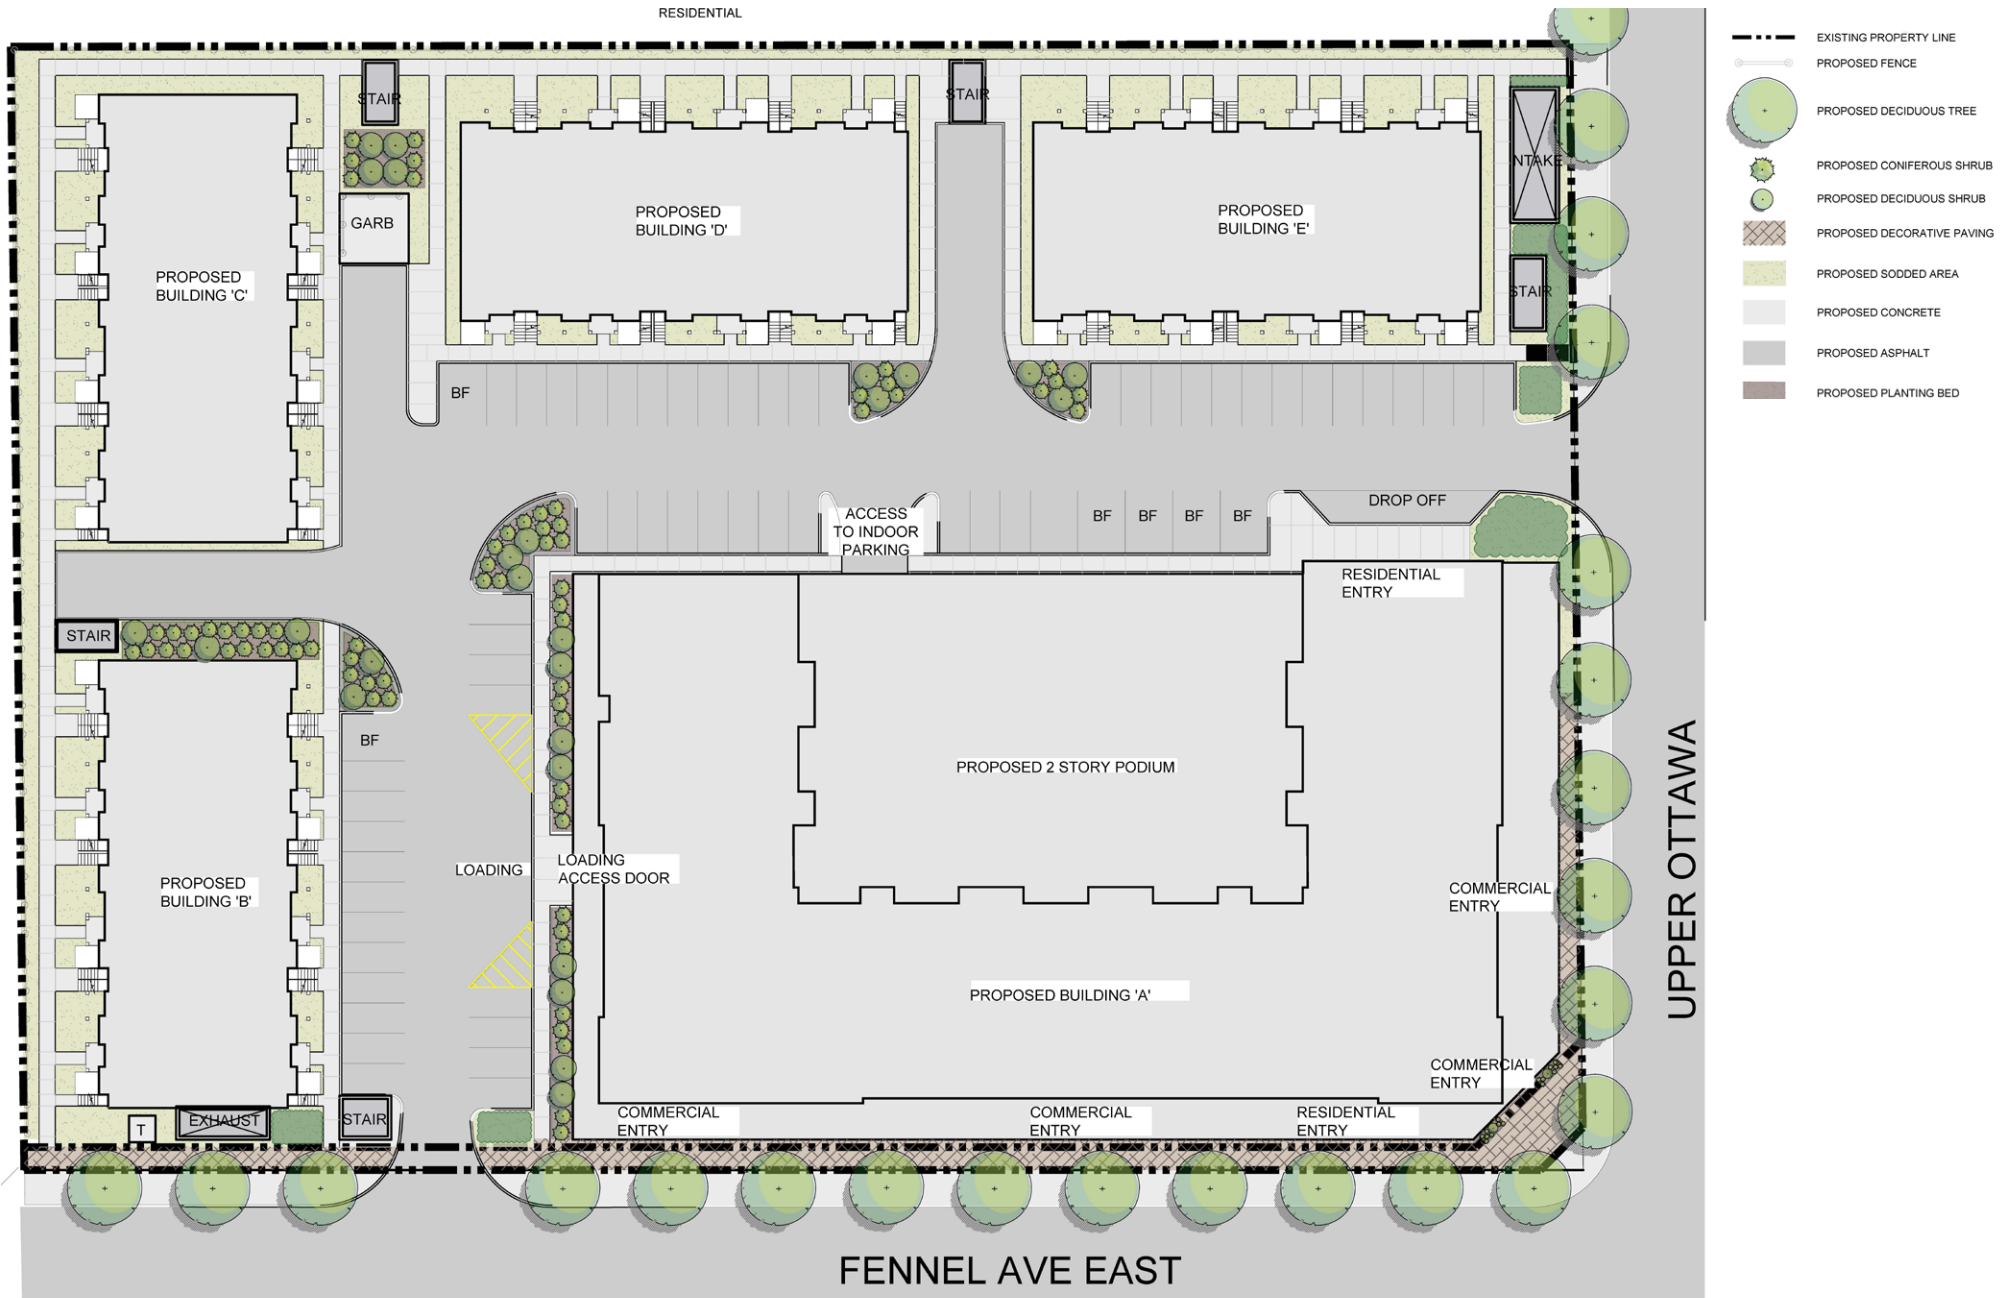 RESIDENTIAL
EXISTING PROPERTY LINE
PROPOSED FENCE
PROPOSED DECIDUOUS TREE
PROPOSED CONIFEROUS SHRUB
PROPOSED DECIDUOUS SHRUB
PROPOSED DECORATIVE PAVING
PROPOSED SODDED AREA
PROPOSED CONCRETE
PROPOSED ASPHALT
PROPOSED PLANTING BED
STAIR
STAIR
NTAKE
GARB
PROPOSED
BUILDING 'D'
PROPOSED
BUILDING 'E'
PROPOSED
BUILDING 'C'
STAIR
BF
DROP OFF
ACCESS
TO INDOOR
PARKING
BF
BF
BF
BF
RESIDENTIAL
ENTRY
STAIR
BF
PROPOSED 2 STORY PODIUM
LOADING
LOADING
ACCESS DOOR
PROPOSED
BUILDING 'B'
COMMERCIAL
ENTRY
UPPER OTTAWA
PROPOSED BUILDING 'A'
COMMERCIAL
ENTRY
T
EXHAUST
STAIR
COMMERCIAL
ENTRY
COMMERCIAL
ENTRY
RESIDENTIAL
ENTRY
FENNEL AVE EAST